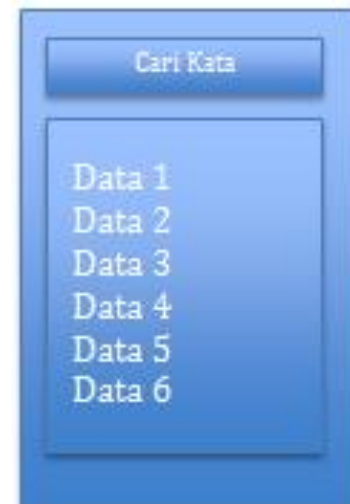 Cari Kata
Data 1
Data 2
Data 3
Data 4
Data 5
Data 6